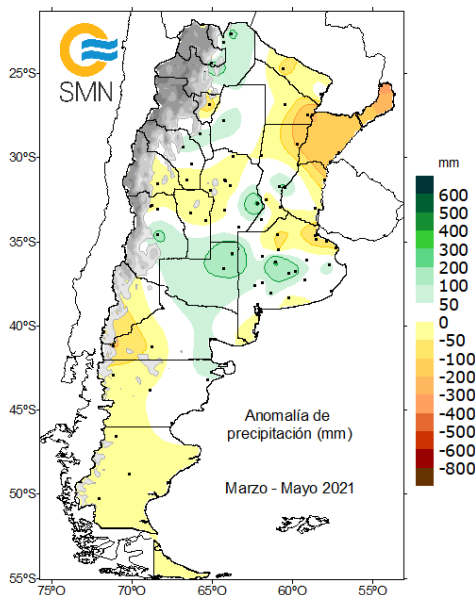 SMN
25°S
30°S
35°S
40°S
45°S
50°S
55°S
75°O
70°O
65°O
60°O
55°O
Anomalía de
precipitación (mm)
Marzo - Mayo 2021
mm
600
500
400
300
200
100
50
0
-50
-100
-200
-300
-400
-500
-600
-800